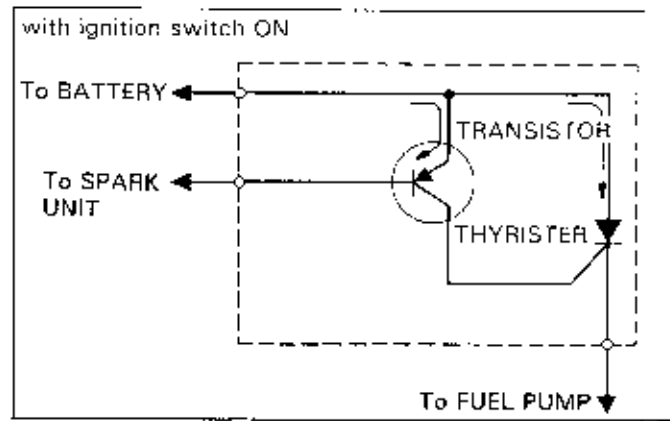 with ignition switch ON
To BATTERY
TRANSISTOR
To SPARK
UNIT
THYRISTER
To FUEL PUMP